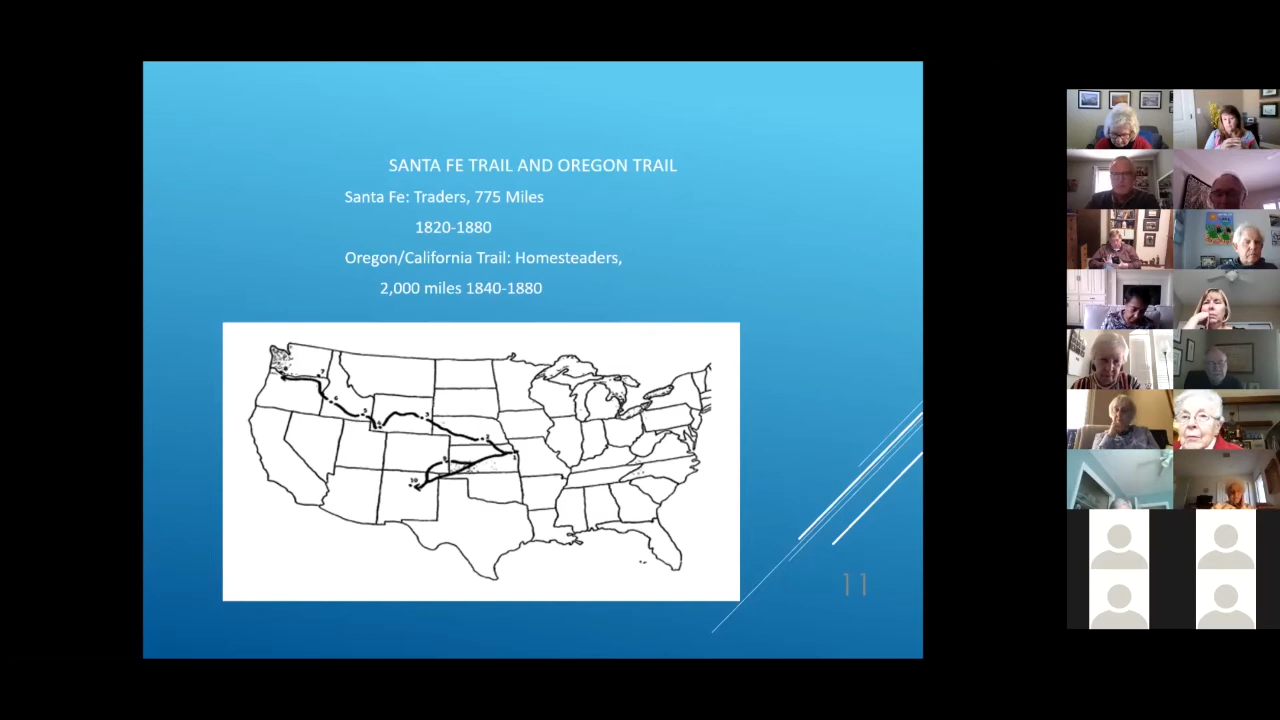 SANTA FE TRAIL AND OREGON TRAIL
Santa Fe: Traders, 775 Miles
1820-1880
Oregon/California Trail: Homesteaders,
2,000 miles 1840-1880
11